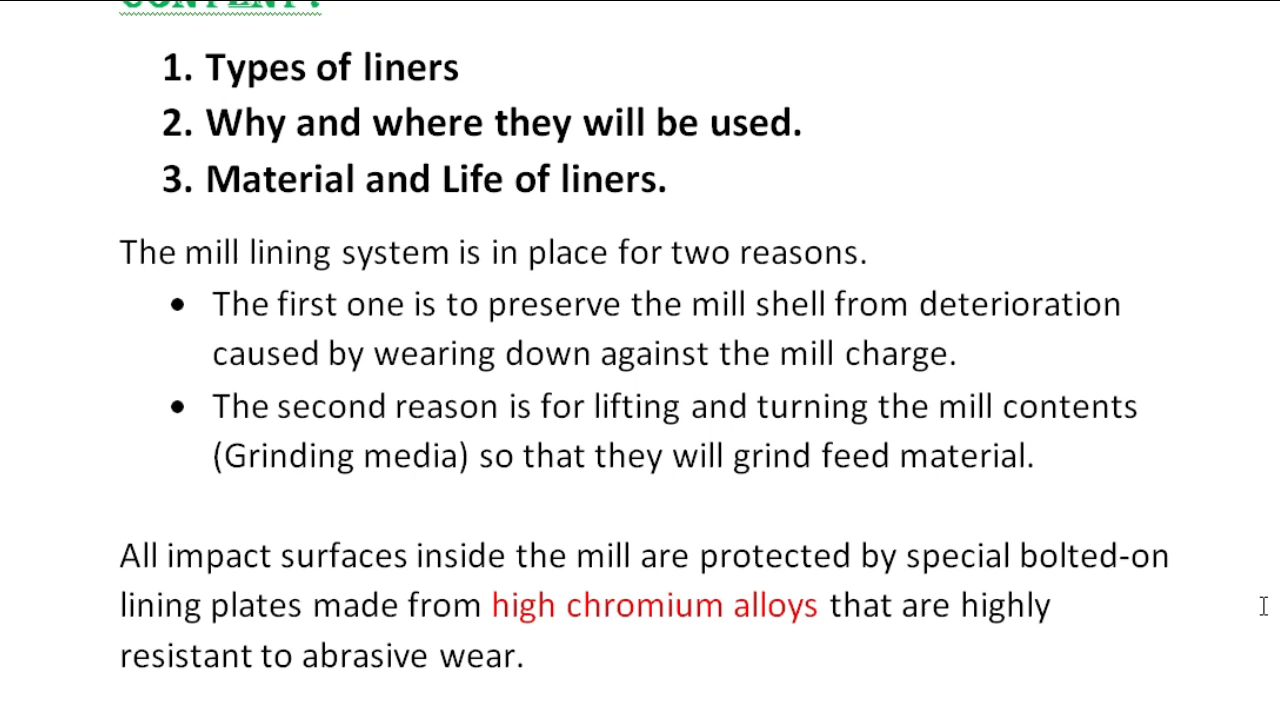 CONTENT:
1. Types of liners
2. Why and where they will be used.
3. Material and Life of liners.
The mill lining system is in place for two reasons.
• The first one is to preserve the mill shell from deterioration
caused by wearing down against the mill charge.
• The second reason is for lifting and turning the mill contents
(Grinding media) so that they will grind feed material.
All impact surfaces inside the mill are protected by special bolted-on
lining plates made from high chromium alloys that are highly
resistant to abrasive wear.